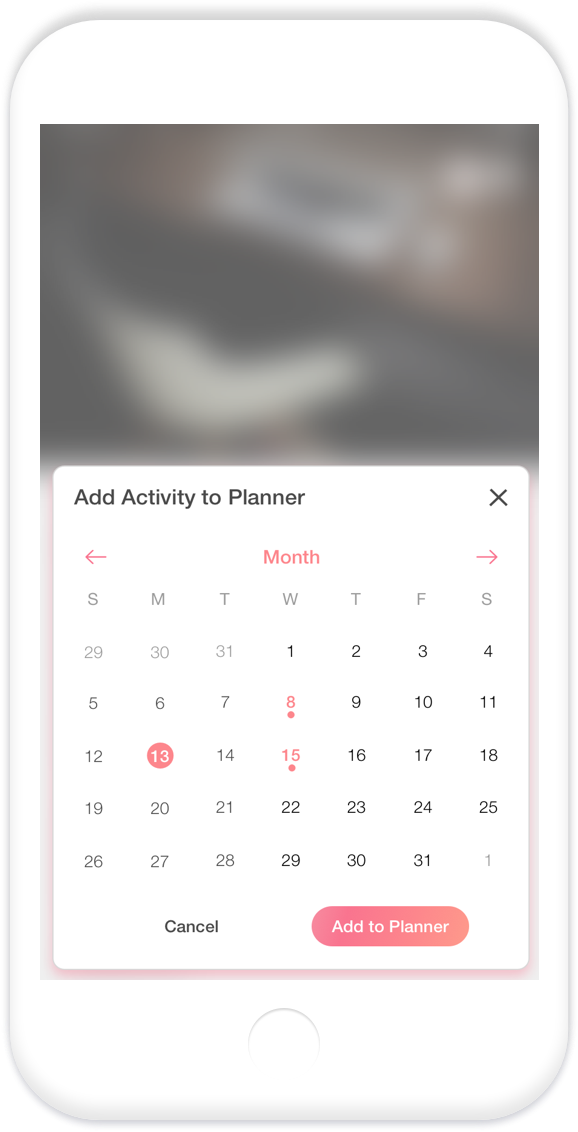 Add Activity to Planner
Month
S M T W T F S
29 30 31 1 2 3 4
5 6 7 8 9 10 11
12 13 14 15 16 17 18
19 20 21 22 23 24 25
26 27 28 29 30 31 1
Cancel Add to Planner